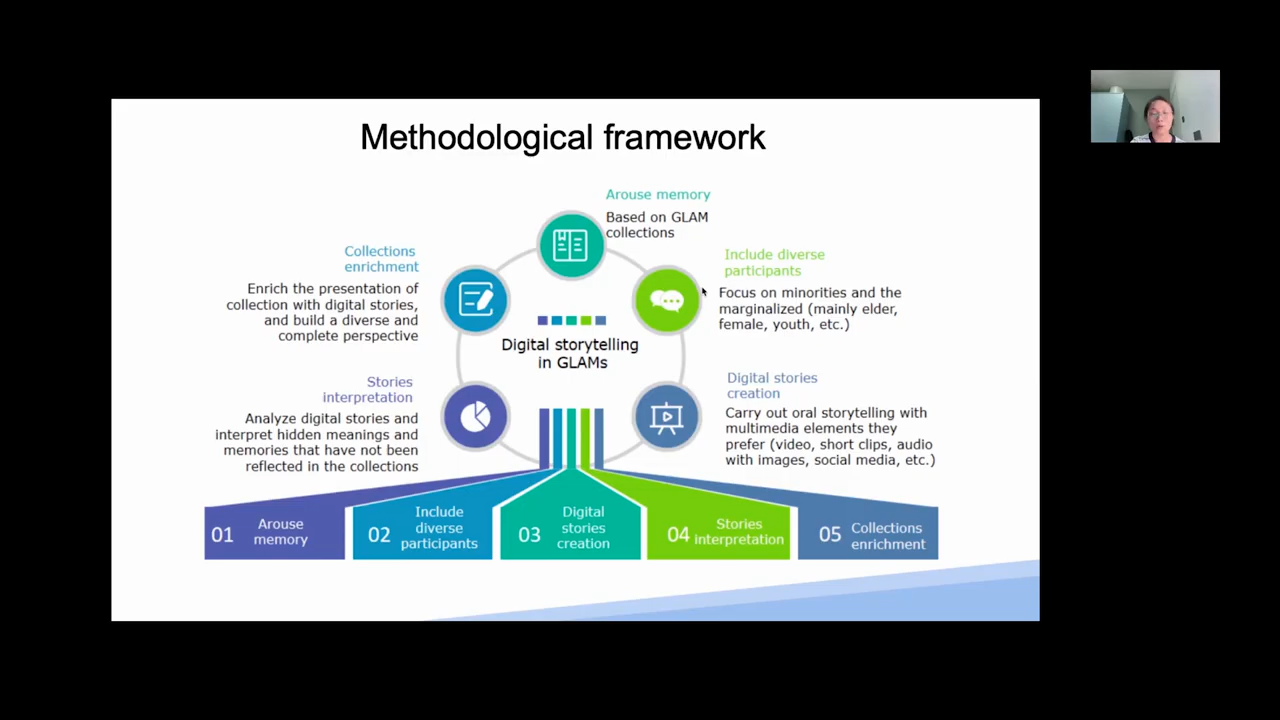 Methodological framework
Arouse memory
Based on GLAM
collections
Include diverse
participants
Focus on minorities and the
marginalized (mainly elder,
female, youth, etc.)
Digital stories
creation
Carry out oral storytelling with
multimedia elements they
prefer (video, short clips, audio
with images, social media, etc.)
Stories
interpretation
Analyze digital stories and
interpret hidden meanings and
memories that have not been
reflected in the collections
Collections
enrichment
Enrich the presentation of
collection with digital stories,
and build a diverse and
complete perspective
Digital storytelling
in GLAMs
01 Arouse
memory
02 Include
diverse
participants
03 Digital
stories
creation
04 Stories
interpretation
05 Collections
enrichment